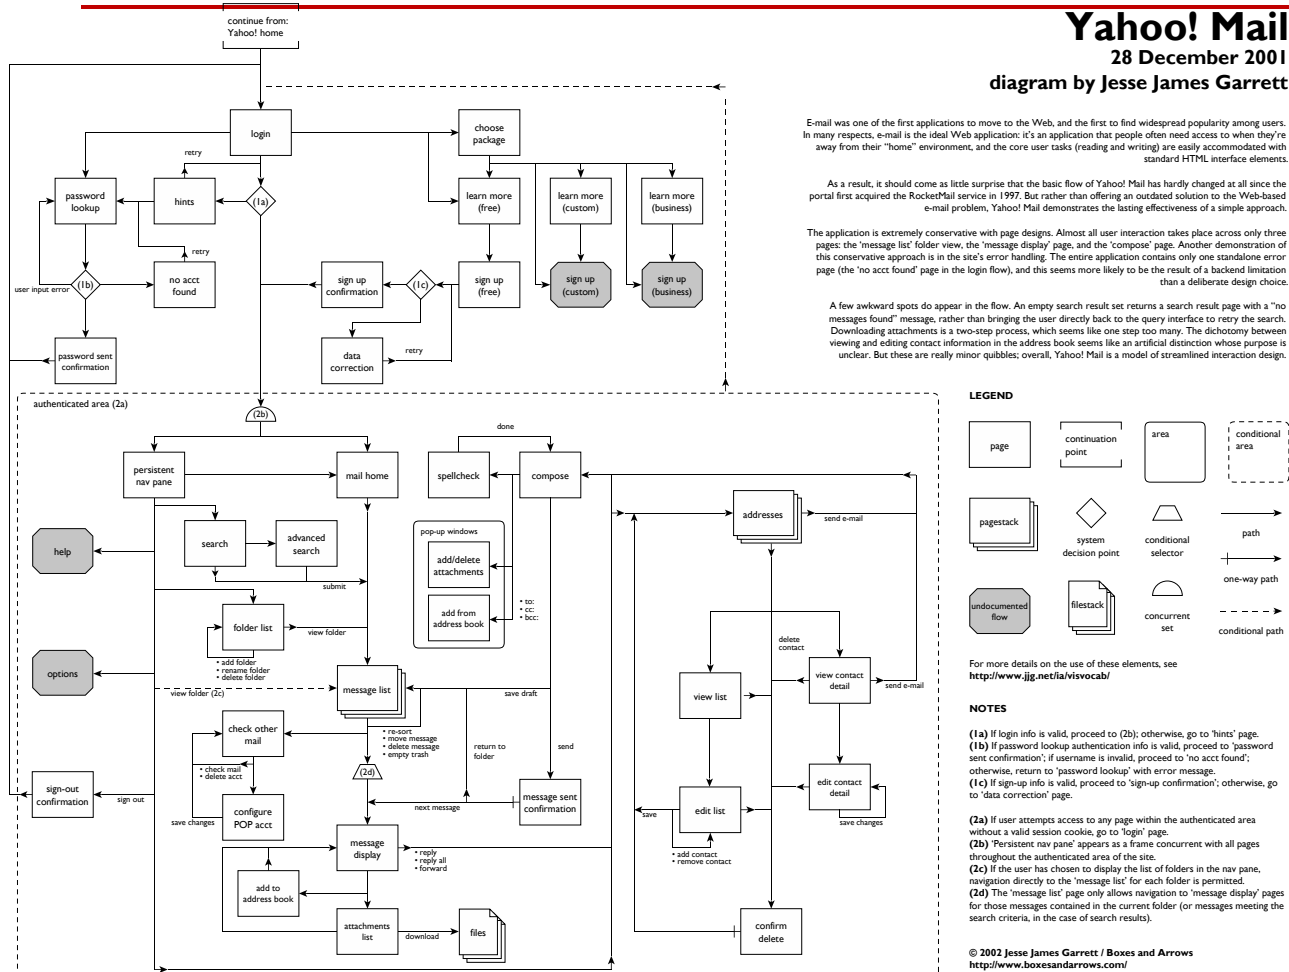 continue from:
Yahoo! home
Yahoo! Mail
28 December 2001
diagram by Jesse James Garrett
E-mail was one of the first applications to move to the Web, and the first to find widespread popularity among users.
In many respects, e-mail is the ideal Web application: it's an application that people often need access to when they're
away from their “home” environment, and the core user tasks (reading and writing) are easily accommodated with
standard HTML interface elements.
As a result, it should come as little surprise that the basic flow of Yahoo! Mail has hardly changed at all since the
portal first acquired the RocketMail service in 1997. But rather than offering an outdated solution to the Web-based
e-mail problem, Yahoo! Mail demonstrates the lasting effectiveness of a simple approach.
The application is extremely conservative with page designs. Almost all user interaction takes place across only three
pages: the ‘message list’ folder view, the ‘message display’ page, and the ‘compose’ page. Another demonstration of
this conservative approach is in the site's error handling. The entire application contains only one standalone error
page (the ‘no acct found’ page in the login flow), and this seems more likely to be the result of a backend limitation
than a deliberate design choice.
A few awkward spots do appear in the flow. An empty search result set returns a search result page with a “no
messages found” message, rather than bringing the user directly back to the query interface to retry the search.
Downloading attachments is a two-step process, which seems like one step too many. The dichotomy between
viewing and editing contact information in the address book seems like an artificial distinction whose purpose is
unclear. But these are really minor quibbles; overall, Yahoo! Mail is a model of streamlined interaction design.
login
choose
package
retry
password
lookup
hints
(1a)
learn more
(free)
learn more
(custom)
learn more
(business)
retry
user input error
(1b)
no acct
found
sign up
confirmation
(1c)
sign up
(free)
sign up
(custom)
sign up
(business)
password sent
confirmation
data
correction
retry
authenticated area (2a)
(2b)
done
persistent
nav pane
mail home
spellcheck
compose
addresses
send e-mail
help
search
advanced
search
submit
pop-up windows
add/delete
attachments
add from
address book
• to:
• cc:
• bcc:
folder list
view folder
• add folder
• rename folder
• delete folder
delete
contact
options
view folder (2c)
message list
save draft
view list
view contact
detail
send e-mail
check other
mail
• re-sort
• move message
• delete message
• empty trash
return to
folder
send
• check mail
• delete acct
(2d)
sign-out
confirmation
sign out
configure
POP acct
save changes
next message
message sent
confirmation
save
edit list
edit contact
detail
save changes
• add contact
• remove contact
message
display
• reply
• reply all
• forward
add to
address book
attachments
list
download
files
confirm
delete
LEGEND
page
continuation
point
area
conditional
area
pagestack
system
decision point
conditional
selector
path
one-way path
undocumented
flow
filestack
concurrent
set
conditional path
For more details on the use of these elements, see
http://www.jjg.net/ia/visvocab/
NOTES
(1a) If login info is valid, proceed to (2b); otherwise, go to ‘hints’ page.
(1b) If password lookup authentication info is valid, proceed to ‘password
sent confirmation’; if username is invalid, proceed to ‘no acct found’;
otherwise, return to ‘password lookup’ with error message.
(1c) If sign-up info is valid, proceed to ‘sign-up confirmation’; otherwise, go
to ‘data correction’ page.
(2a) If user attempts access to any page within the authenticated area
without a valid session cookie, go to ‘login’ page.
(2b) ‘Persistent nav pane’ appears as a frame concurrent with all pages
throughout the authenticated area of the site.
(2c) If the user has chosen to display the list of folders in the nav pane,
navigation directly to the ‘message list’ for each folder is permitted.
(2d) The ‘message list’ page only allows navigation to ‘message display’ pages
for those messages contained in the current folder (or messages meeting the
search criteria, in the case of search results).
© 2002 Jesse James Garrett / Boxes and Arrows
http://www.boxesandarrows.com/